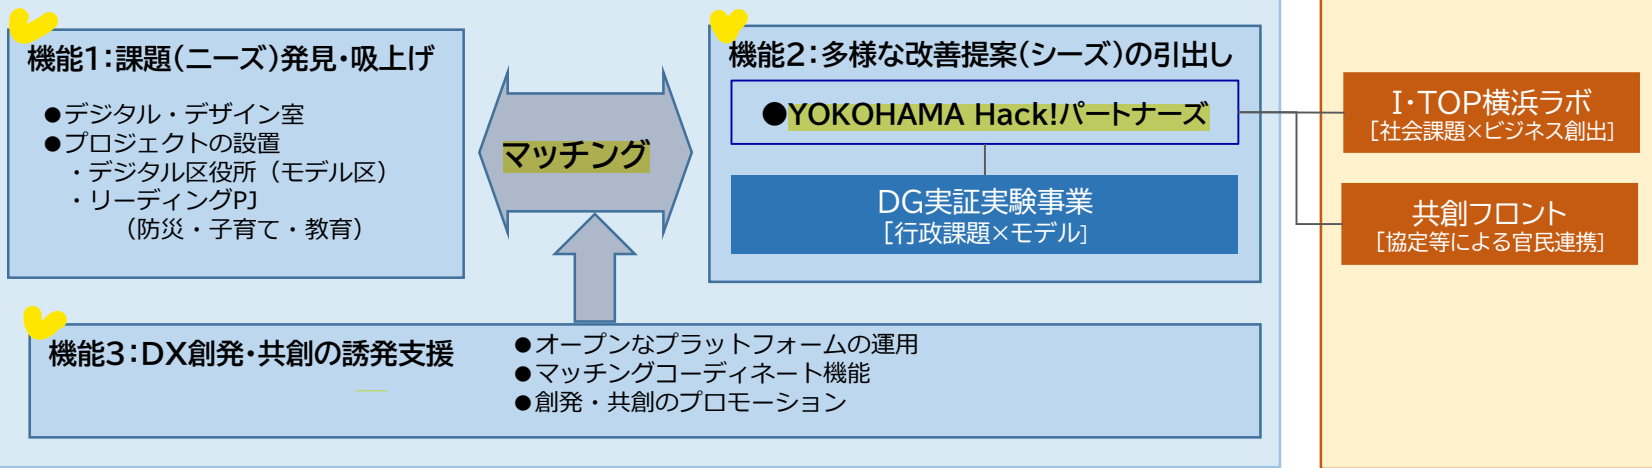 機能1：課題(ニーズ)発見・吸上げ
●デジタル・デザイン室
●プロジェクトの設置
・デジタル区役所（モデル区）
・リーディングPJ
（防災・子育て・教育）
マッチング
機能2：多様な改善提案(シーズ)の引出し
●YOKOHAMA Hack!パートナーズ
DG実証実験事業
[行政課題×モデル]
I・TOP横浜ラボ
[社会課題×ビジネス創出]
共創フロント
[協定等による官民連携]
機能3：DX創発・共創の誘発支援
●オープンなプラットフォームの運用
●マッチングコーディネート機能
●創発・共創のプロモーション